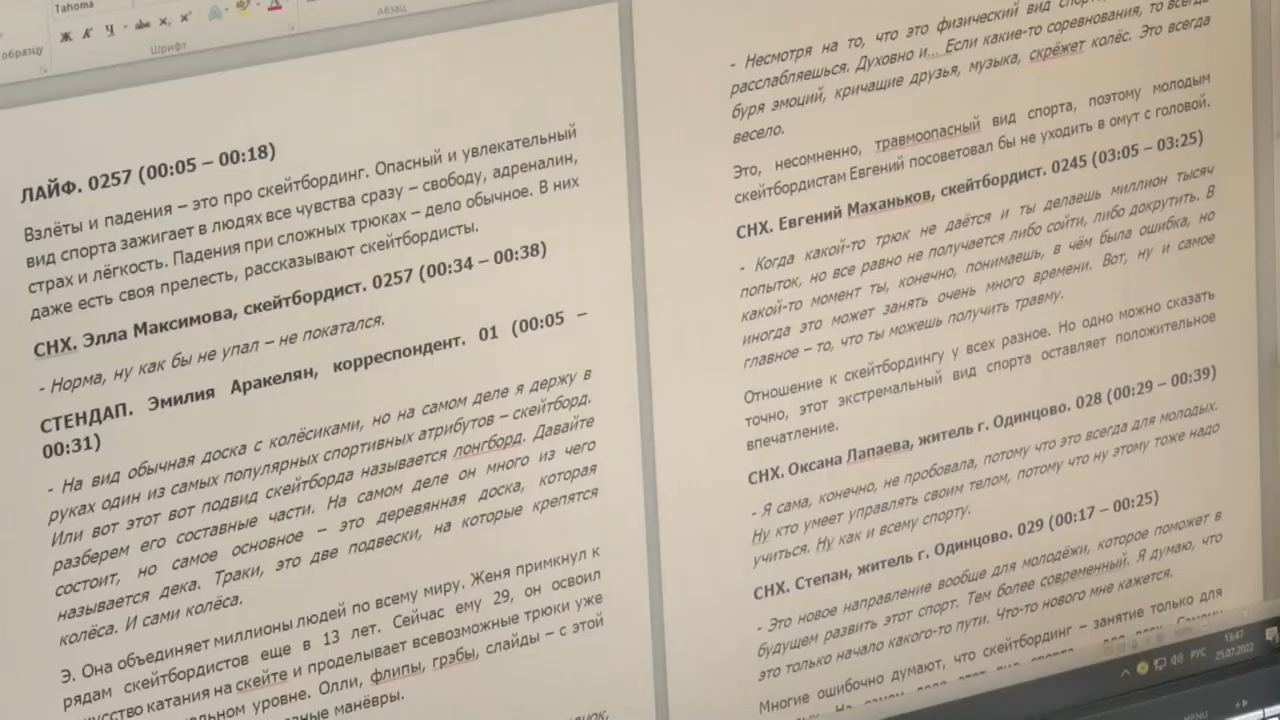 Tahoma
Ж К Ч abc x, x'
образцу
Шрифт
Абзац
ЛАЙФ. 0257 (00:05 – 00:18)
Взлёты и падения – это про скейтбординг. Опасный и увлекательный
вид спорта зажигает в людях все чувства сразу – свободу, адреналин,
страх и лёгкость. Падения при сложных трюках – дело обычное. В них
даже есть своя прелесть, рассказывают скейтбордисты.
СНХ. Элла Максимова, скейтбордист. 0257 (00:34 – 00:38)
- Норма, ну как бы не упал – не покатался.
СТЕНДАП. Эмилия Аракелян, корреспондент. 01 (00:05 –
00:31)
- На вид обычная доска с колёсиками, но на самом деле я держу в
руках один из самых популярных спортивных атрибутов – скейтборд.
Или вот этот вот подвид скейтборда называется лонгборд. Давайте
разберем его составные части. На самом деле он много из чего
состоит, но самое основное – это деревянная доска, которая
называется дека. Траки, это две подвески, на которые крепятся
колёса. И сами колёса.
Э. Она объединяет миллионы людей по всему миру. Женя примкнул к
рядам скейтбордистов еще в 13 лет. Сейчас ему 29, он освоил
катания на скейте и проделывает всевозможные трюки уже
уровне. Олли, флипы, грэбы, слайды – с этой
манёвры.
- Несмотря на то, что это физический вид
расслабляешься. Духовно и... Если какие-то соревнования, то всегда
буря эмоций, кричащие друзья, музыка, скрёжет колёс. Это всегда
весело.
Это, несомненно, травмоопасный вид спорта, поэтому молодым
скейтбордистам Евгений посоветовал бы не уходить в омут с головой.
СНХ. Евгений Маханьков, скейтбордист. 0245 (03:05 – 03:25)
- Когда какой-то трюк не даётся и ты делаешь миллион тысяч
попыток, но все равно не получается либо сойти, либо докрутить. В
какой-то момент ты, конечно, понимаешь, в чём была ошибка, но
иногда это может занять очень много времени. Вот, ну и самое
главное – то, что ты можешь получить травму.
Отношение к скейтбордингу у всех разное. Но одно можно сказать
точно, этот экстремальный вид спорта оставляет положительное
впечатление.
СНХ. Оксана Лапаева, житель г. Одинцово. 028 (00:29 – 00:39)
- Я сама, конечно, не пробовала, потому что это всегда для молодых.
Ну кто умеет управлять своим телом, потому что ну этому тоже надо
учиться. Ну как и всему спорту.
СНХ. Степан, житель г. Одинцово. 029 (00:17 – 00:25)
- Это новое направление вообще для молодёжи, которое поможет в
будущем развить этот спорт. Тем более современный. Я думаю, что
это только начало какого-то пути. Что-то нового мне кажется.
Многие ошибочно думают, что скейтбординг – занятие только для
РУС
13:47
25.07.2022
MENU